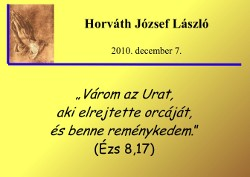 Horváth József László
2010. december 7.
„Várom az Urat,
aki elrejtette orcáját,
és benne reménykedem.”
(Ézs 8,17)